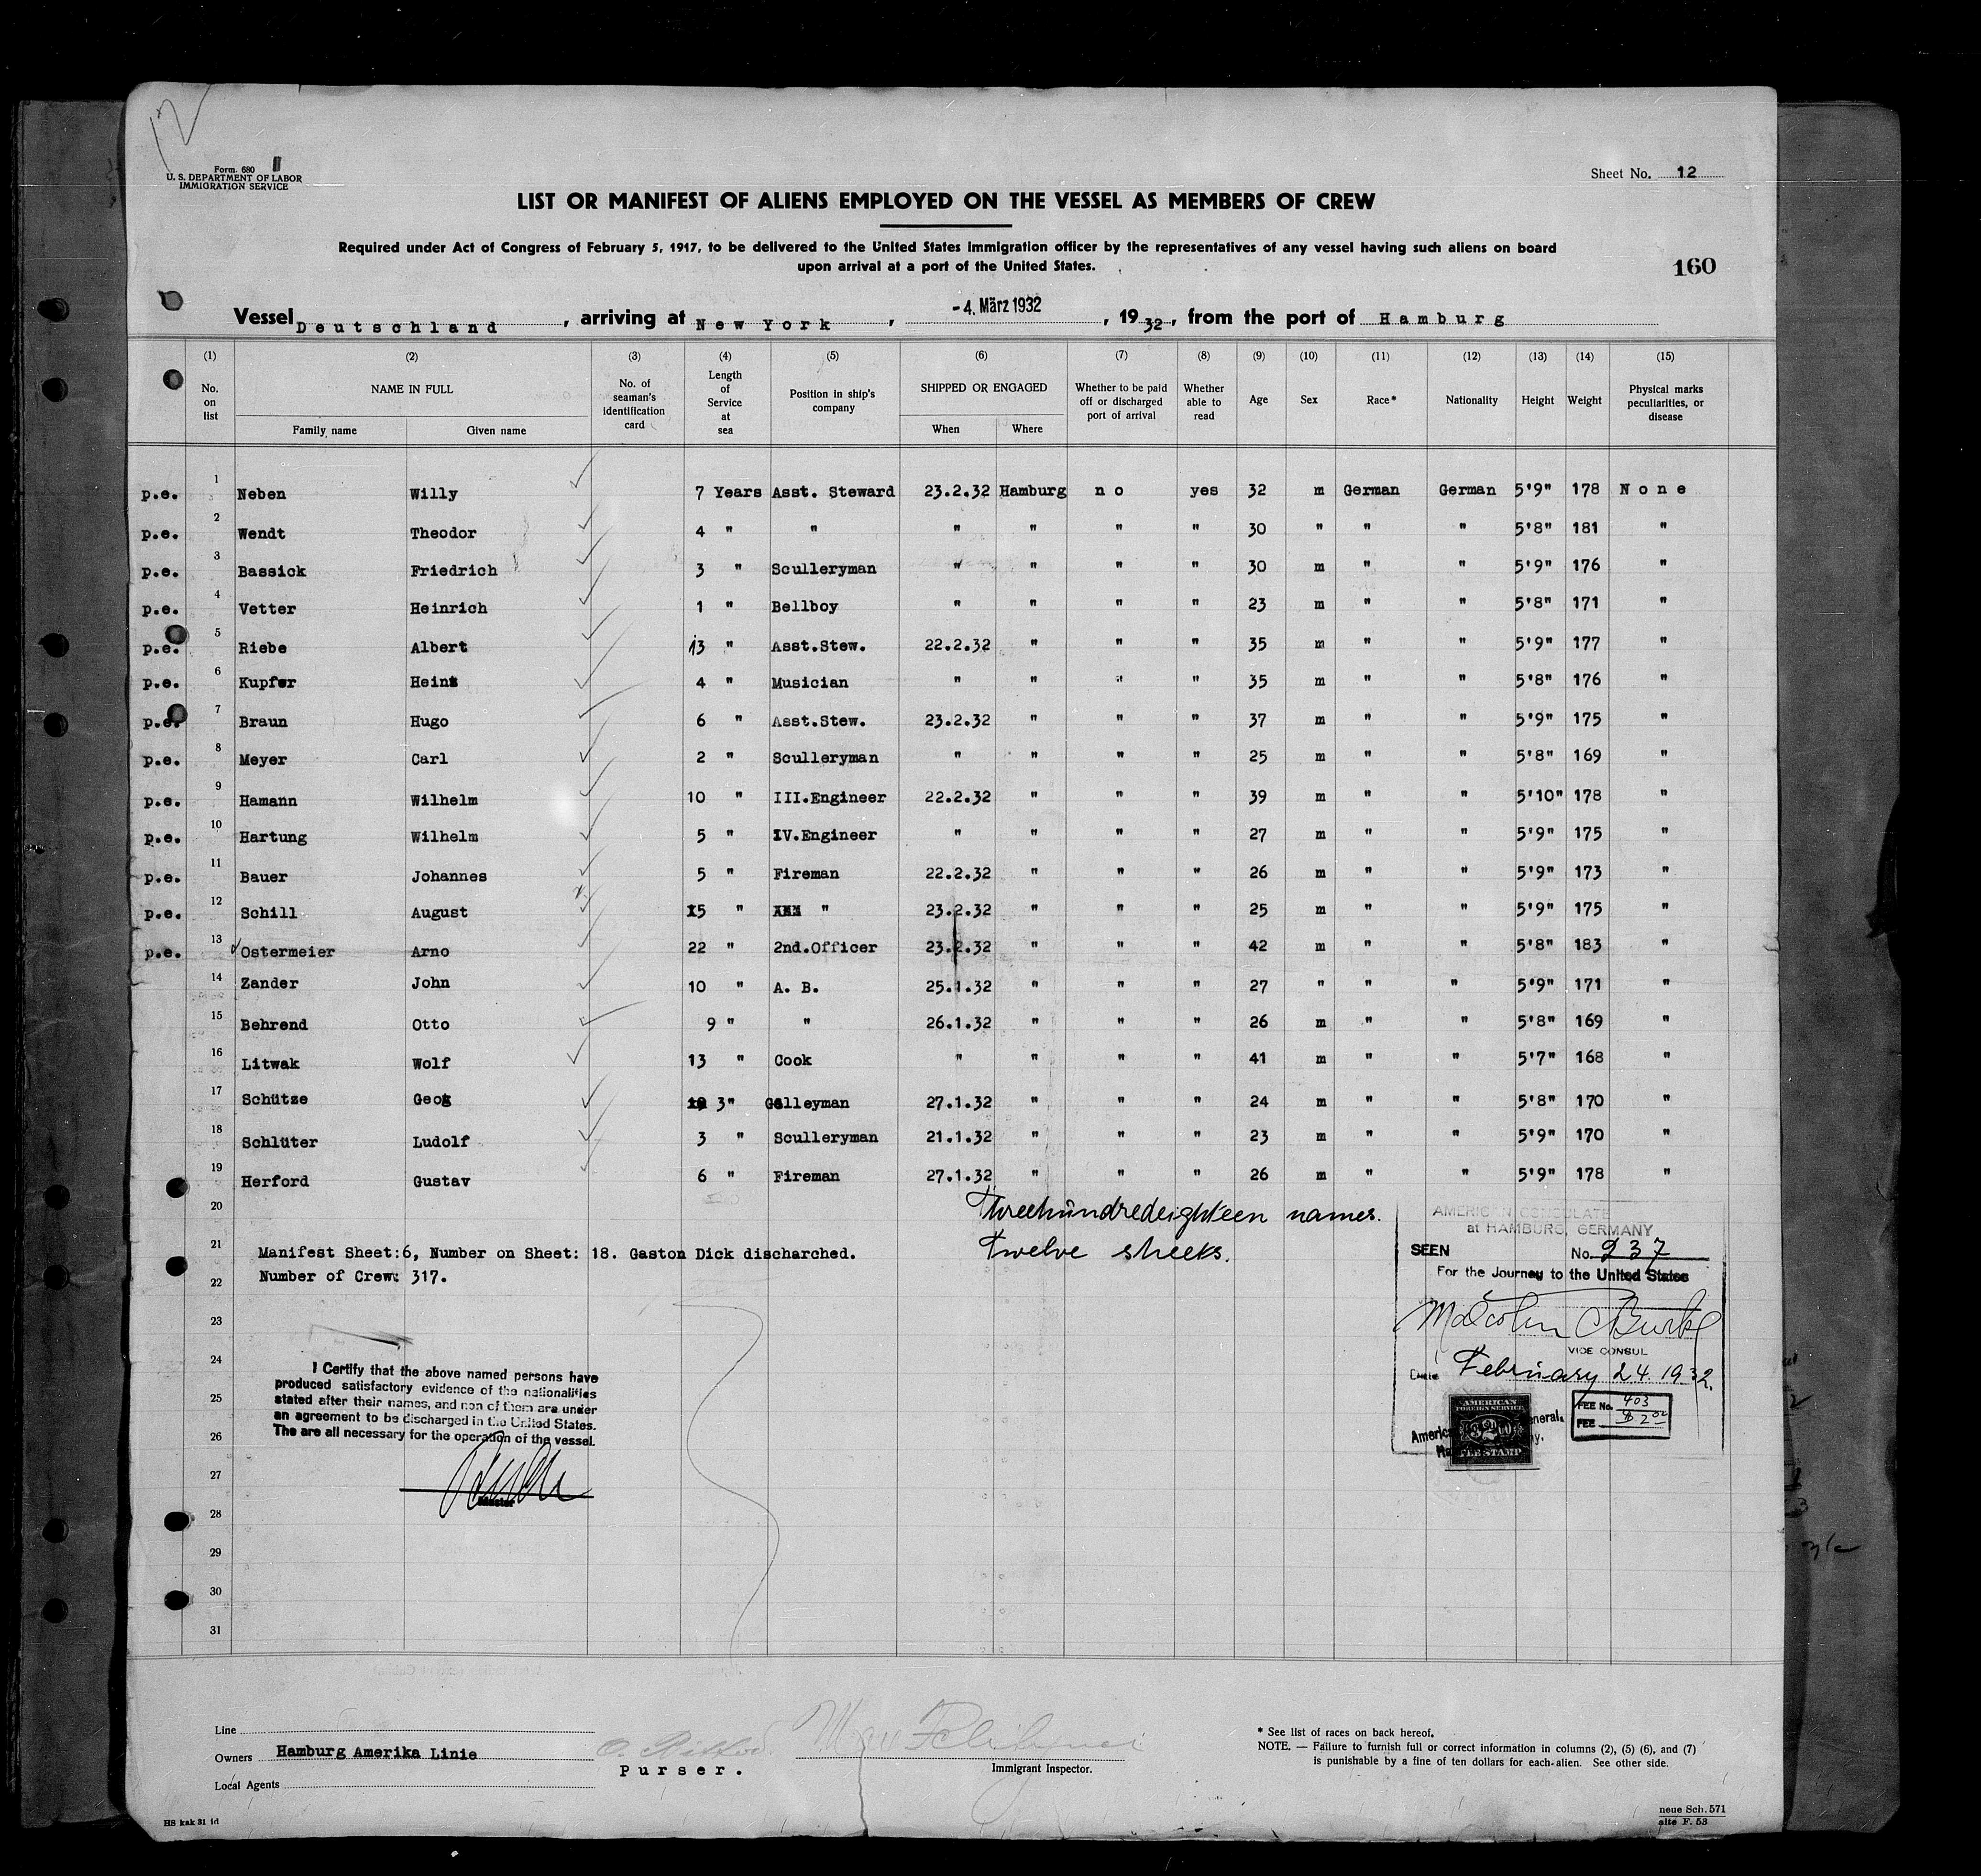 12
Form. 680
U. S. DEPARTMENT OF LABOR
IMMIGRATION SERVICE
Sheet No. 12
LIST OR MANIFEST OF ALIENS EMPLOYED ON THE VESSEL AS MEMBERS OF CREW
Required under Act of Congress of February 5, 1917, to be delivered to the United States Immigration officer by the representatives of any vessel having such aliens on board
upon arrival at a port of the United States.
160
Vessel Deutschland, arriving at New York, -4. März 1932, 1932, from the port of Hamburg
(1) (2) (3) (4) (5) (6) (7) (8) (9) (10) (11) (12) (13) (14) (15)
No. on list NAME IN FULL Family name Given name No. of seaman's identification card Length of Service at sea Position in ship's company SHIPPED OR ENGAGED When Where Whether to be paid off or discharged port of arrival Whether able to read Age Sex Race* Nationality Height Weight Physical marks peculiarities, or disease
p.e. 1 Neben Willy 7 Years Asst. Steward 23.2.32 Hamburg no yes 32 m German German 5'9" 178 None
p.e. 2 Wendt Theodor 4 " " " " " " 30 " " " 5'8" 181 "
p.e. 3 Bassick Friedrich 3 " Sculleryman " " " " 30 m " " 5'9" 176 "
p.e. 4 Vetter Heinrich 1 " Bellboy " " " " 23 m " " 5'8" 171 "
p.e. 5 Riebe Albert 13 " Asst.Stew. 22.2.32 " " " 35 m " " 5'9" 177 "
p.e. 6 Kupfer Heinz 4 " Musician " " " " 35 m " " 5'8" 176 "
p.e. 7 Braun Hugo 6 " Asst.Stew. 23.2.32 " " " 37 m " " 5'9" 175 "
p.e. 8 Meyer Carl 2 " Sculleryman " " " " 25 m " " 5'8" 169 "
p.e. 9 Hamann Wilhelm 10 " III.Engineer 22.2.32 " " " 39 m " " 5'10" 178 "
p.e. 10 Hartung Wilhelm 5 " IV.Engineer " " " " 27 m " " 5'9" 175 "
p.e. 11 Bauer Johannes 5 " Fireman 22.2.32 " " " 26 m " " 5'9" 173 "
p.e. 12 Schill August 5 " " 23.2.32 " " " 25 m " " 5'9" 175 "
p.e. 13 Ostermeier Arno 22 " 2nd.Officer 23.2.32 " " " 42 m " " 5'8" 183 "
14 Zander John 10 " A. B. 25.1.32 " " " 27 " " " 5'9" 171 "
15 Behrend Otto 9 " " 26.1.32 " " " 26 m " " 5'8" 169 "
16 Litwak Wolf 13 " Cook " " " " 41 m " " 5'7" 168 "
17 Schütze Geog 3 " Galleyman 27.1.32 " " " 24 m " " 5'8" 170 "
18 Schlüter Ludolf 3 " Sculleryman 21.1.32 " " " 23 m " " 5'9" 170 "
19 Herford Gustav 6 " Fireman 27.1.32 " " " 26 m " " 5'9" 178 "
20 Threehundredeighteen names.
21 Manifest Sheet:6, Number on Sheet: 18. Gaston Dick discharched. Twelve sheets.
22 Number of Crew: 317.
23
24
25
26
27
28
29
30
31
AMERICAN CONSULATE
at HAMBURG, GERMANY
SEEN No. 237
For the Journey to the United States
Malcolm C Burke
VICE CONSUL
Date February 24. 1932.
FEE No. 403
FEE $ 2.00
AMERICAN
FOREIGN SERVICE
FEE STAMP
I Certify that the above named persons have
produced satisfactory evidence of the nationalities
stated after their names, and non of them are under
an agreement to be discharged in the United States.
The are all necessary for the operation of the vessel.
Master
Line
Owners Hamburg Amerika Linie
Local Agents
Purser.
Immigrant Inspector.
* See list of races on back hereof.
NOTE. — Failure to furnish full or correct information in columns (2), (5) (6), and (7)
is punishable by a fine of ten dollars for each alien. See other side.
HS kak 31 id
neue Sch. 571
alte F. 53